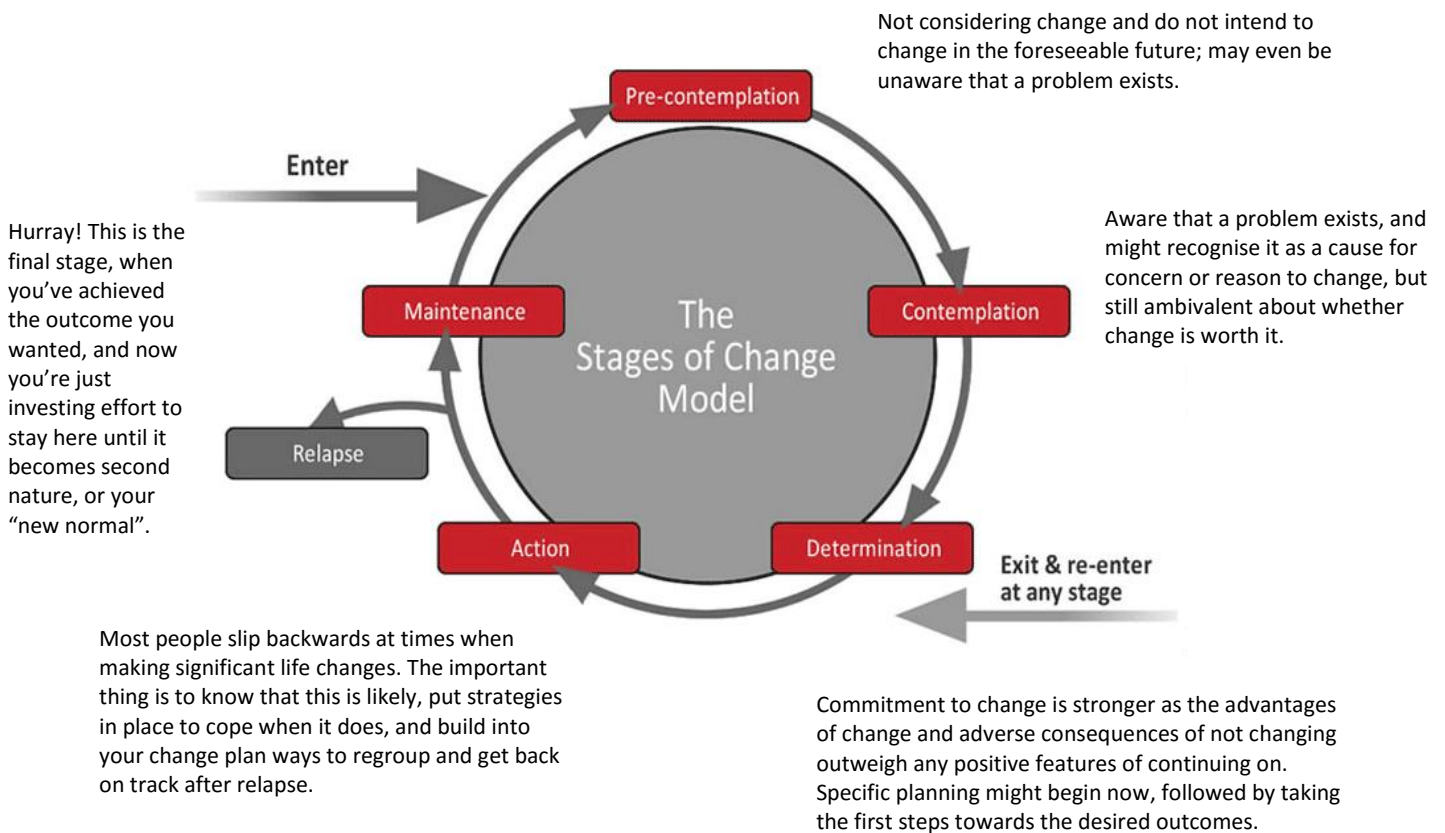 Not considering change and do not intend to
change in the foreseeable future; may even be
unaware that a problem exists.
Pre-contemplation
Enter
Aware that a problem exists, and
might recognise it as a cause for
concern or reason to change, but
still ambivalent about whether
change is worth it.
Hurray! This is the
final stage, when
you’ve achieved
the outcome you
wanted, and now
you’re just
investing effort to
stay here until it
becomes second
nature, or your
“new normal”.
Maintenance
The
Stages of Change
Model
Contemplation
Relapse
Action
Determination
Exit & re-enter
at any stage
Most people slip backwards at times when
making significant life changes. The important
thing is to know that this is likely, put strategies
in place to cope when it does, and build into
your change plan ways to regroup and get back
on track after relapse.
Commitment to change is stronger as the advantages
of change and adverse consequences of not changing
outweigh any positive features of continuing on.
Specific planning might begin now, followed by taking
the first steps towards the desired outcomes.